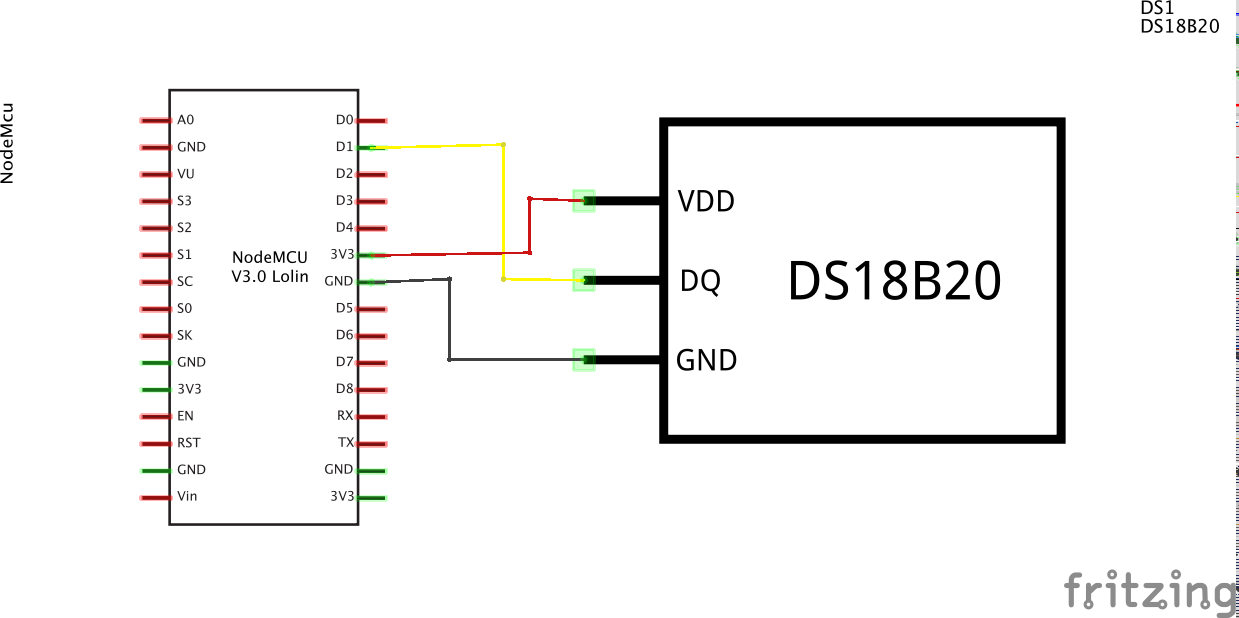 DS1
DS18B20
NodeMcu
A0
GND
VU
S3
S2
S1
SC
S0
SK
GND
3V3
EN
RST
GND
Vin
NodeMCU
V3.0 Lolin
D0
D1
D2
D3
D4
3V3
GND
D5
D6
D7
D8
RX
TX
GND
3V3
VDD
DQ
GND
DS18B20
fritzing